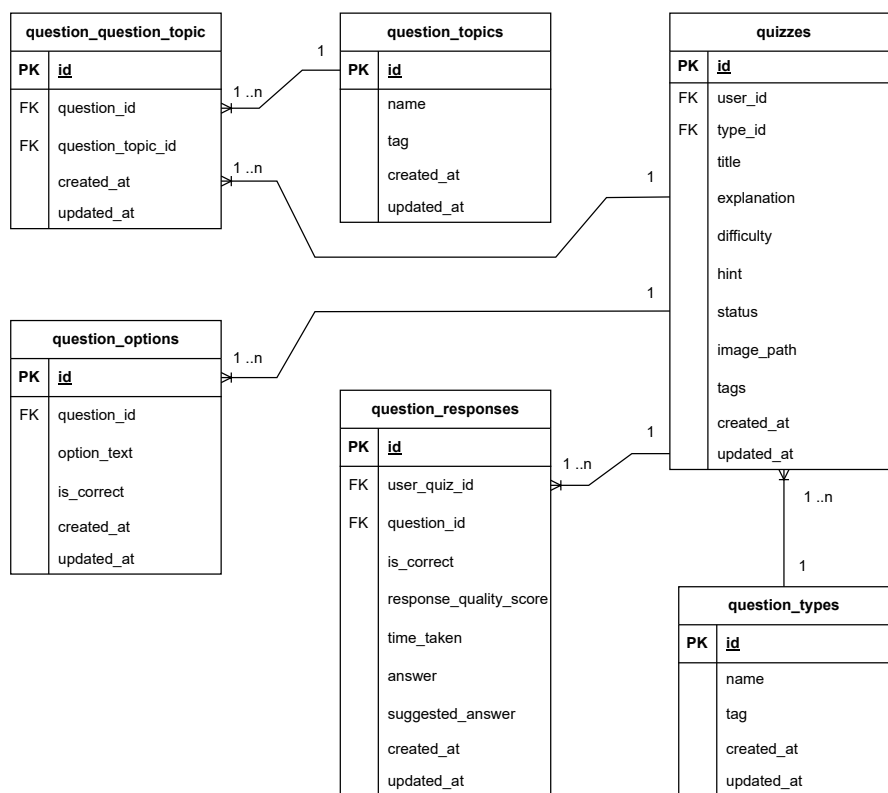 question_question_topic
PK id
FK question_id
FK question_topic_id
created_at
updated_at
1 ..n
1 ..n
1
question_topics
PK id
name
tag
created_at
updated_at
quizzes
PK id
FK user_id
FK type_id
title
explanation
difficulty
hint
status
image_path
tags
created_at
updated_at
1
1
1
1 ..n
1
question_options
PK id
FK question_id
option_text
is_correct
created_at
updated_at
1 ..n
question_responses
PK id
FK user_quiz_id
FK question_id
is_correct
response_quality_score
time_taken
answer
suggested_answer
created_at
updated_at
1 ..n
question_types
PK id
name
tag
created_at
updated_at